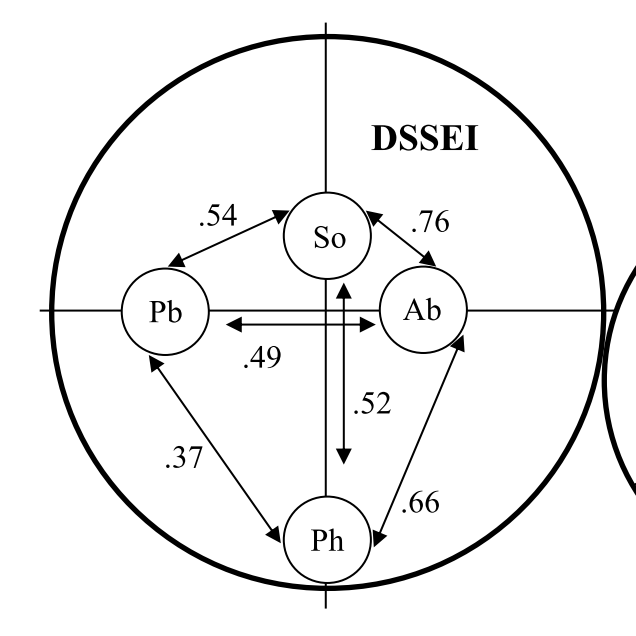 DSSEI
.54
.76
So
Pb
Ab
.49
.52
.37
.66
Ph